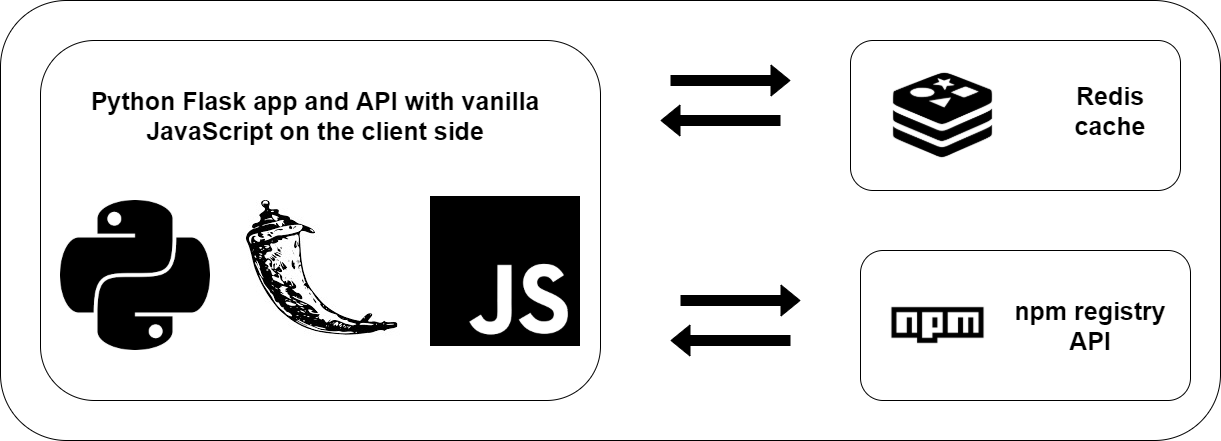 Python Flask app and API with vanilla
JavaScript on the client side
JS
Redis
cache
npm
npm registry
API